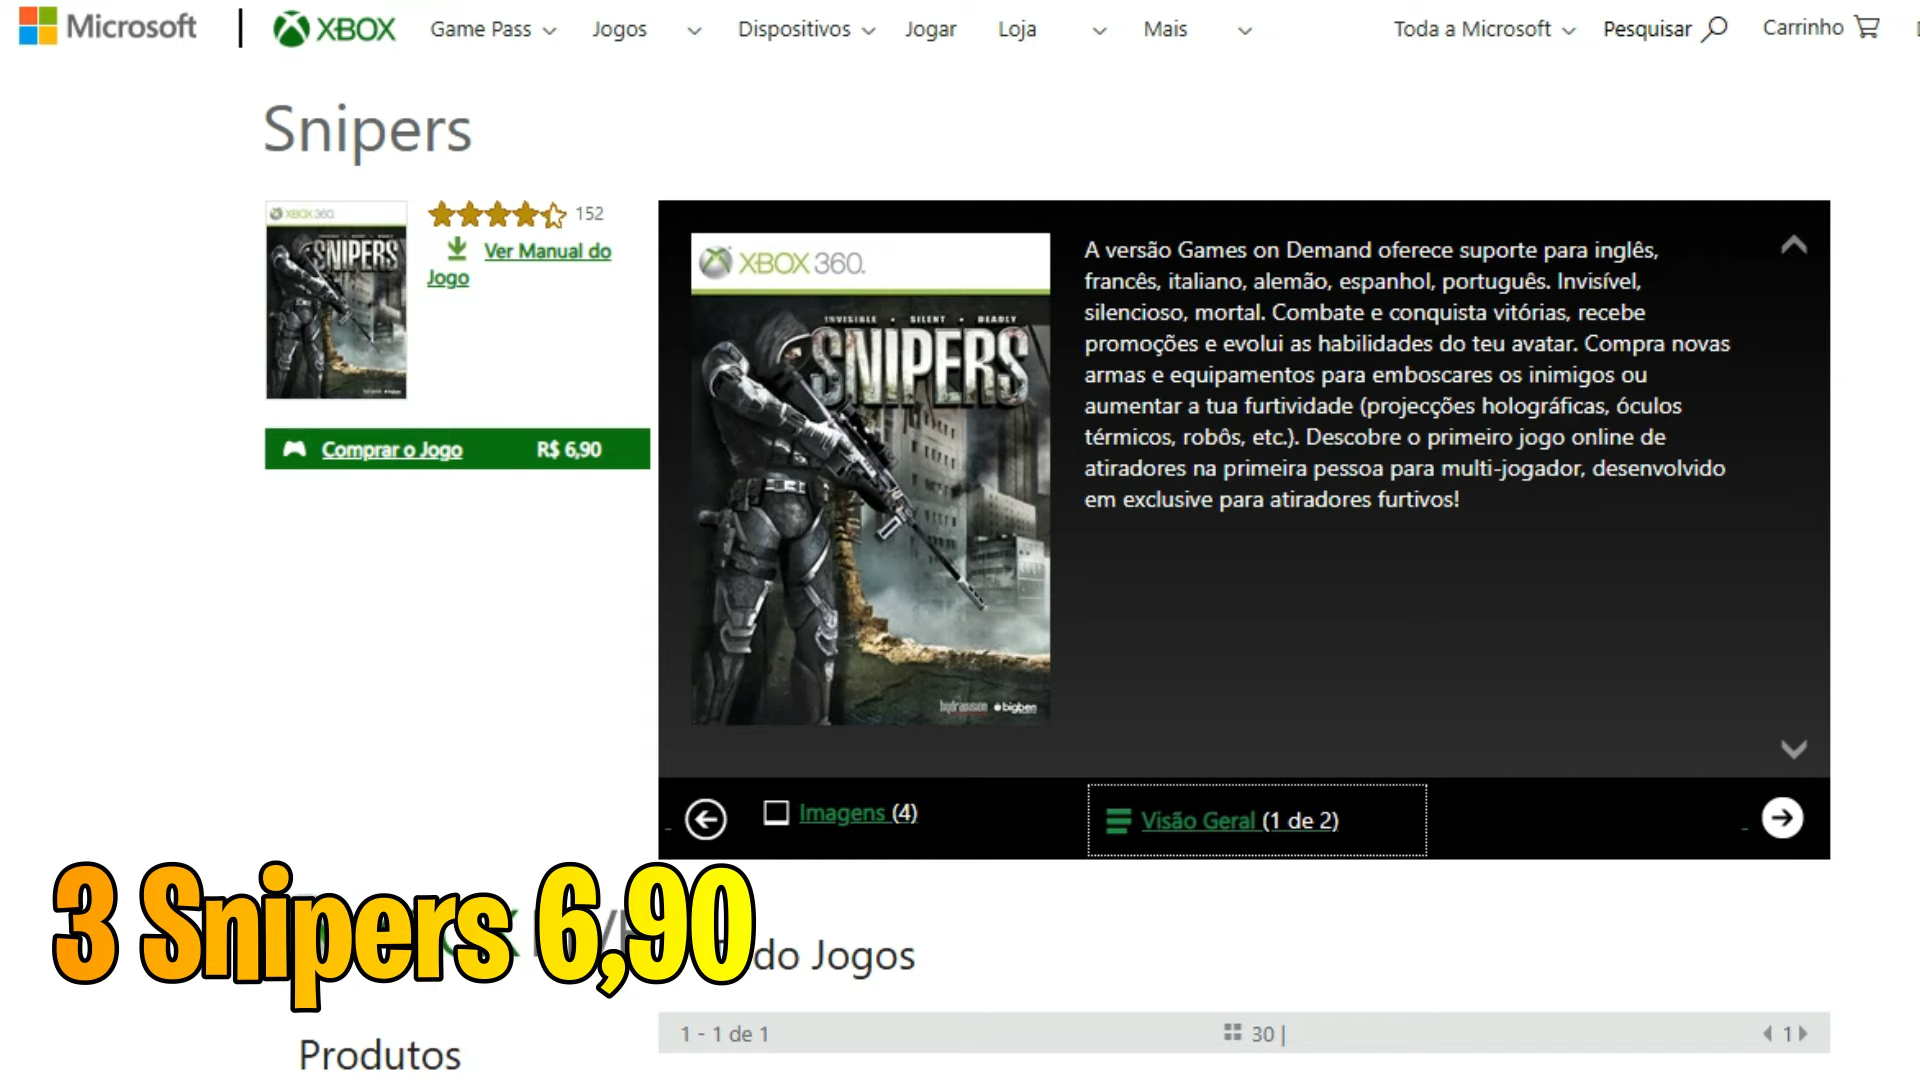 Microsoft
XBOX
Game Pass
Jogos
Dispositivos
Jogar
Loja
Mais
Toda a Microsoft
Pesquisar
Carrinho
Snipers
XBOX 360.
SNIPERS
152
Ver Manual do
Jogo
Comprar o Jogo R$ 6,90
XBOX 360.
INVISIBLE • SILENT • DEADLY
SNIPERS
hydravision bigben
A versão Games on Demand oferece suporte para inglês,
francês, italiano, alemão, espanhol, português. Invisível,
silencioso, mortal. Combate e conquista vitórias, recebe
promoções e evolui as habilidades do teu avatar. Compra novas
armas e equipamentos para emboscares os inimigos ou
aumentar a tua furtividade (projecções holográficas, óculos
térmicos, robôs, etc.). Descobre o primeiro jogo online de
atiradores na primeira pessoa para multi-jogador, desenvolvido
em exclusive para atiradores furtivos!
Imagens (4)
Visão Geral (1 de 2)
3 Snipers 6,90
do Jogos
1 - 1 de 1
30 |
1
Produtos